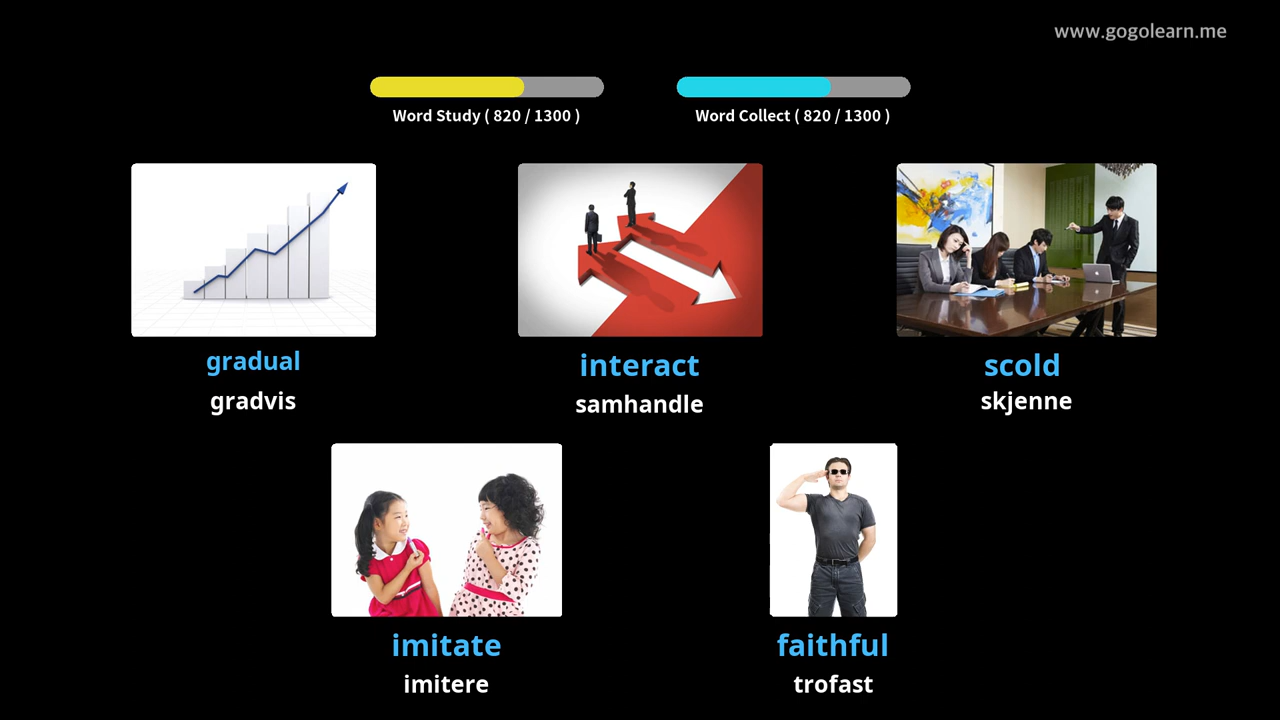 www.gogolearn.me
Word Study ( 820 / 1300 )
Word Collect ( 820 / 1300 )
gradual
gradvis
interact
samhandle
scold
skjenne
imitate
imitere
faithful
trofast